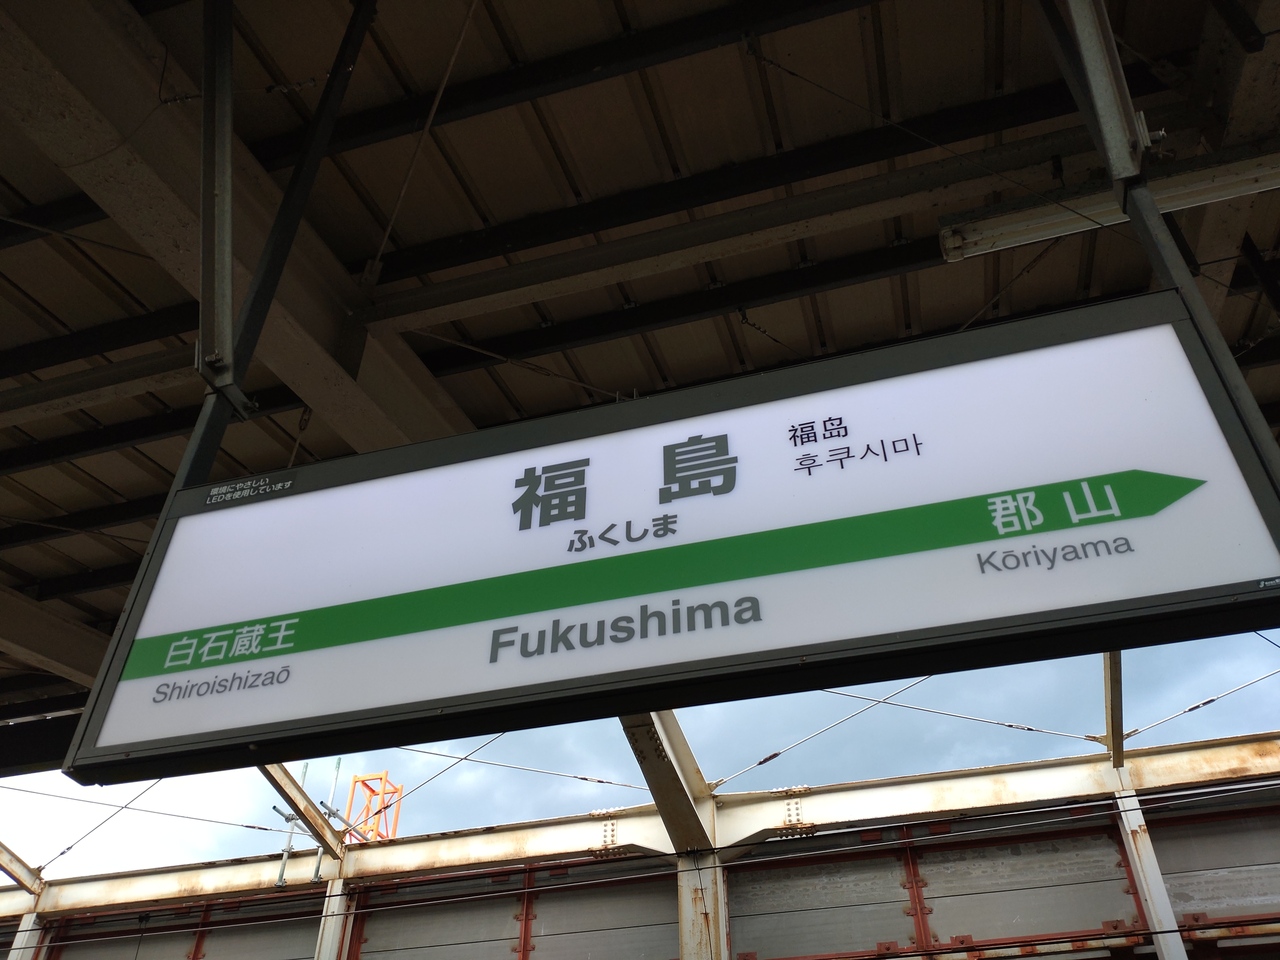 環境にやさしい
LEDを使用しています
福島
ふくしま
福岛
후쿠시마
白石蔵王
郡山
Shiroishizaō
Fukushima
Kōriyama